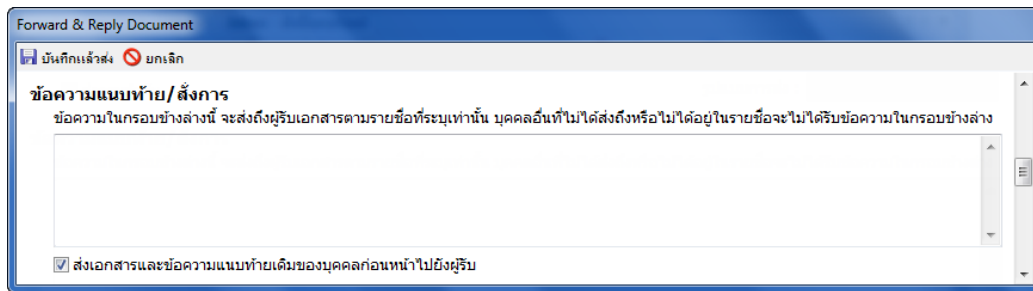 Forward & Reply Document
บันทึกแล้วส่ง ยกเลิก
ข้อความแนบท้าย/สั่งการ
ข้อความในกรอบข้างล่างนี้ จะส่งถึงผู้รับเอกสารตามรายชื่อที่ระบุเท่านั้น บุคคลอื่นที่ไม่ได้ส่งถึงหรือไม่ได้อยู่ในรายชื่อจะไม่ได้รับข้อความในกรอบข้างล่าง
ส่งเอกสารและข้อความแนบท้ายเดิมของบุคคลก่อนหน้าไปยังผู้รับ